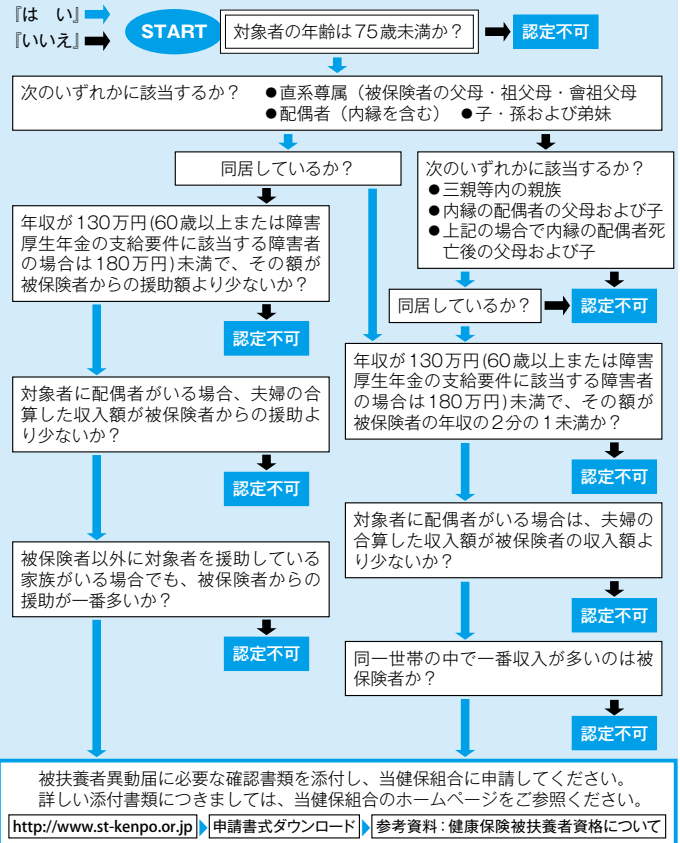 『は　い』
『いいえ』
START
対象者の年齢は75歳未満か？
認定不可
次のいずれかに該当するか？　●直系尊属（被保険者の父母・祖父母・會祖父母
●配偶者（内縁を含む）　●子・孫および弟妹
同居しているか？
年収が130万円(60歳以上または障害
厚生年金の支給要件に該当する障害者
の場合は180万円)未満で、その額が
被保険者からの援助額より少ないか？
認定不可
対象者に配偶者がいる場合、夫婦の合
算した収入額が被保険者からの援助よ
り少ないか？
認定不可
被保険者以外に対象者を援助している
家族がいる場合でも、被保険者からの
援助が一番多いか？
認定不可
次のいずれかに該当するか？
●三親等内の親族
●内縁の配偶者の父母および子
●上記の場合で内縁の配偶者死
亡後の父母および子
同居しているか？
認定不可
年収が130万円(60歳以上または障害
厚生年金の支給要件に該当する障害者
の場合は180万円)未満で、その額が
被保険者の年収の2分の1未満か？
認定不可
対象者に配偶者がいる場合は、夫婦の
合算した収入額が被保険者の収入額よ
り少ないか？
認定不可
同一世帯の中で一番収入が多いのは被
保険者か？
認定不可
被扶養者異動届に必要な確認書類を添付し、当健保組合に申請してください。
詳しい添付書類につきましては、当健保組合のホームページをご参照ください。
http://www.st-kenpo.or.jp　申請書式ダウンロード　参考資料：健康保険被扶養者資格について